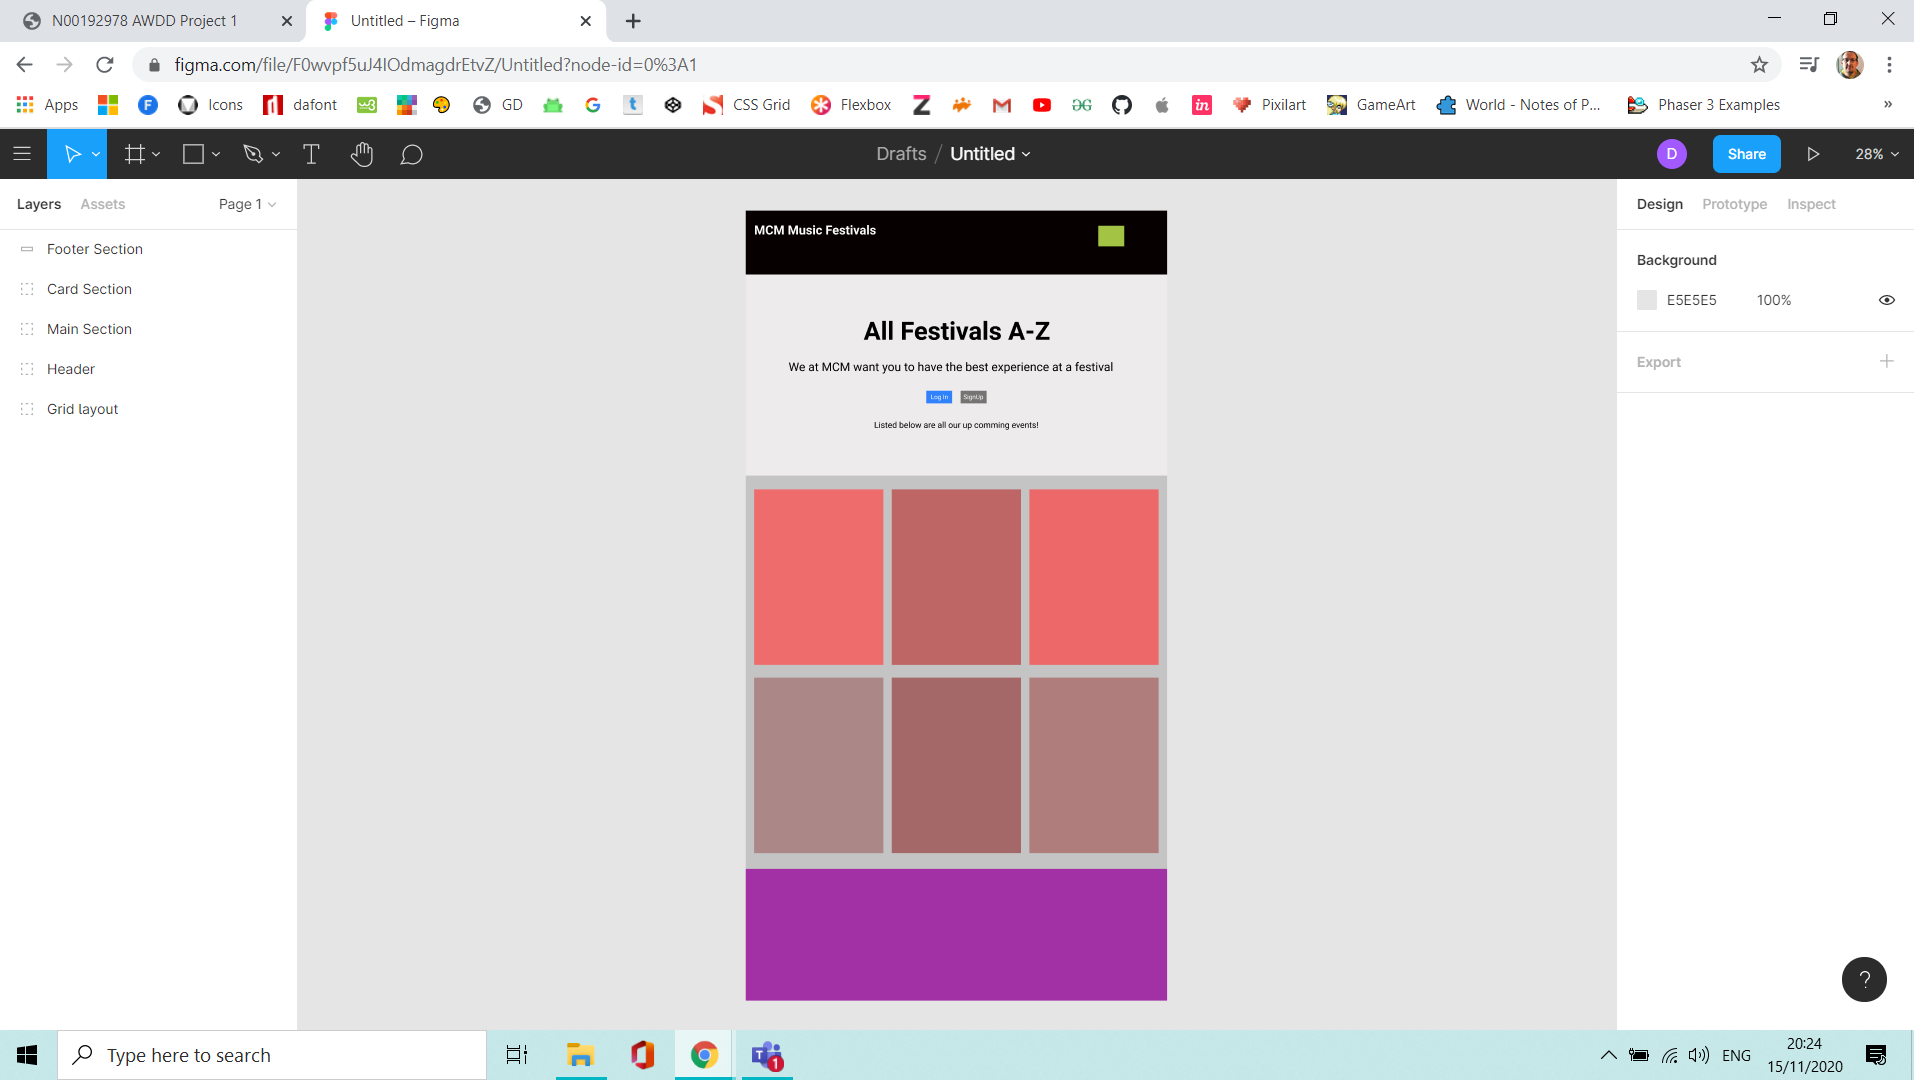 N00192978 AWDD Project 1
Untitled – Figma
figma.com/file/F0wvpf5uJ4IOdmagdrEtvZ/Untitled?node-id=0%3A1
Apps Icons dafont GD CSS Grid Flexbox Pixilart GameArt World - Notes of P... Phaser 3 Examples »
Drafts / Untitled
D
Share
28%
Layers Assets Page 1
Footer Section
Card Section
Main Section
Header
Grid layout
MCM Music Festivals
All Festivals A-Z
We at MCM want you to have the best experience at a festival
Log In SignUp
Listed below are all our up comming events!
Design Prototype Inspect
Background
E5E5E5 100%
Export
?
Type here to search
1
ENG
20:24
15/11/2020